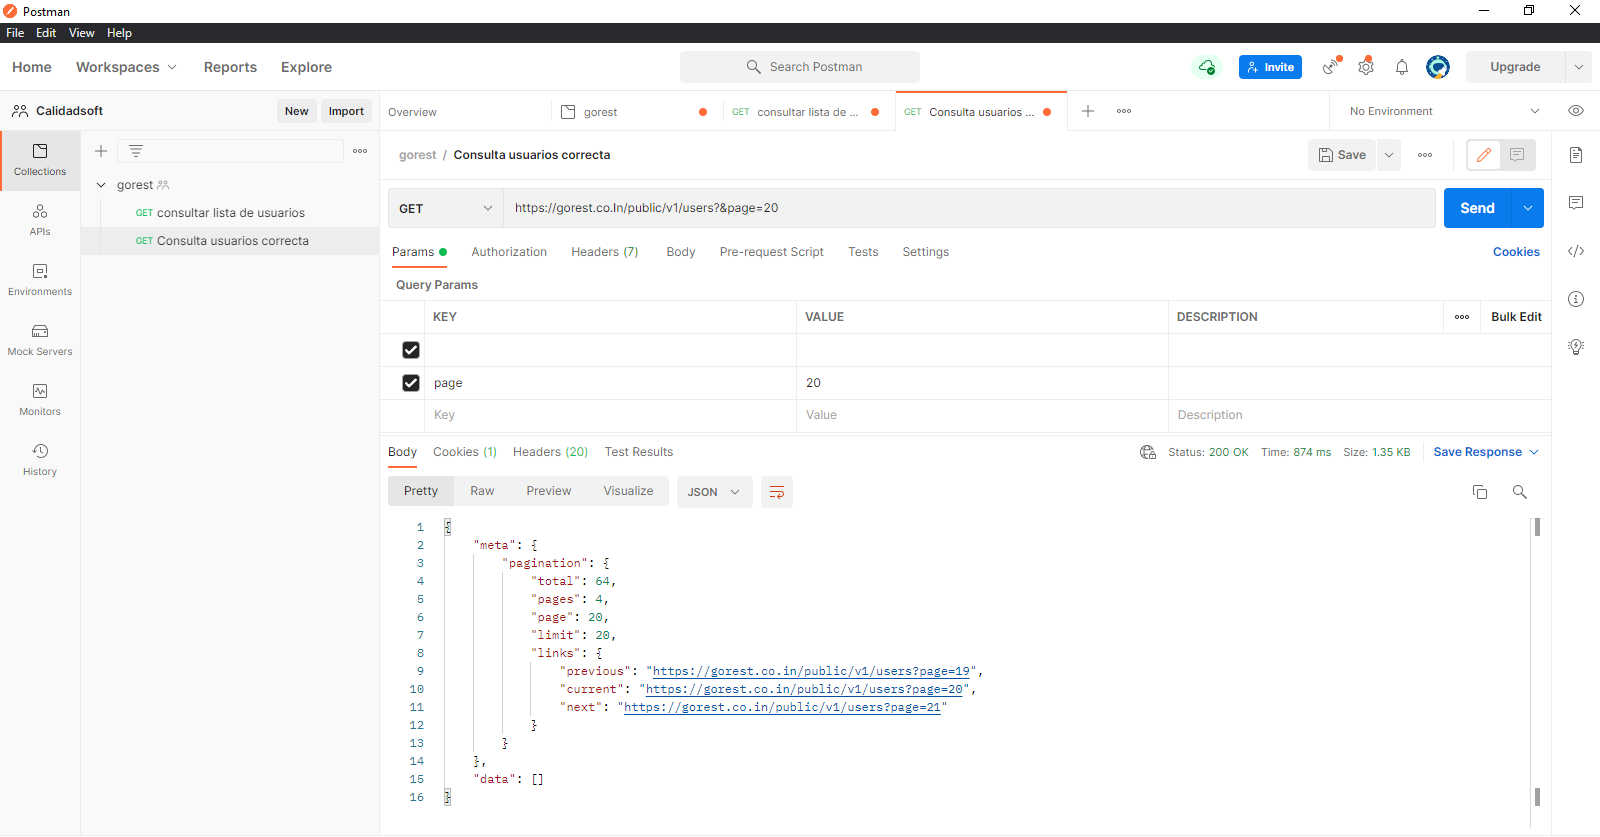 Postman
File Edit View Help
Home Workspaces Reports Explore Search Postman Invite Upgrade
Calidadsoft New Import
Overview gorest GET consultar lista de ... GET Consulta usuarios ... No Environment
gorest / Consulta usuarios correcta Save
Collections
APIs
Environments
Mock Servers
Monitors
History
gorest
GET consultar lista de usuarios
GET Consulta usuarios correcta
GET https://gorest.co.In/public/v1/users?&page=20 Send
Params Authorization Headers (7) Body Pre-request Script Tests Settings Cookies
Query Params
KEY VALUE DESCRIPTION Bulk Edit
page 20
Key Value Description
Body Cookies (1) Headers (20) Test Results Status: 200 OK Time: 874 ms Size: 1.35 KB Save Response
Pretty Raw Preview Visualize JSON
1 {
2 "meta": {
3 "pagination": {
4 "total": 64,
5 "pages": 4,
6 "page": 20,
7 "limit": 20,
8 "links": {
9 "previous": "https://gorest.co.in/public/v1/users?page=19",
10 "current": "https://gorest.co.in/public/v1/users?page=20",
11 "next": "https://gorest.co.in/public/v1/users?page=21"
12 }
13 }
14 },
15 "data": []
16 }